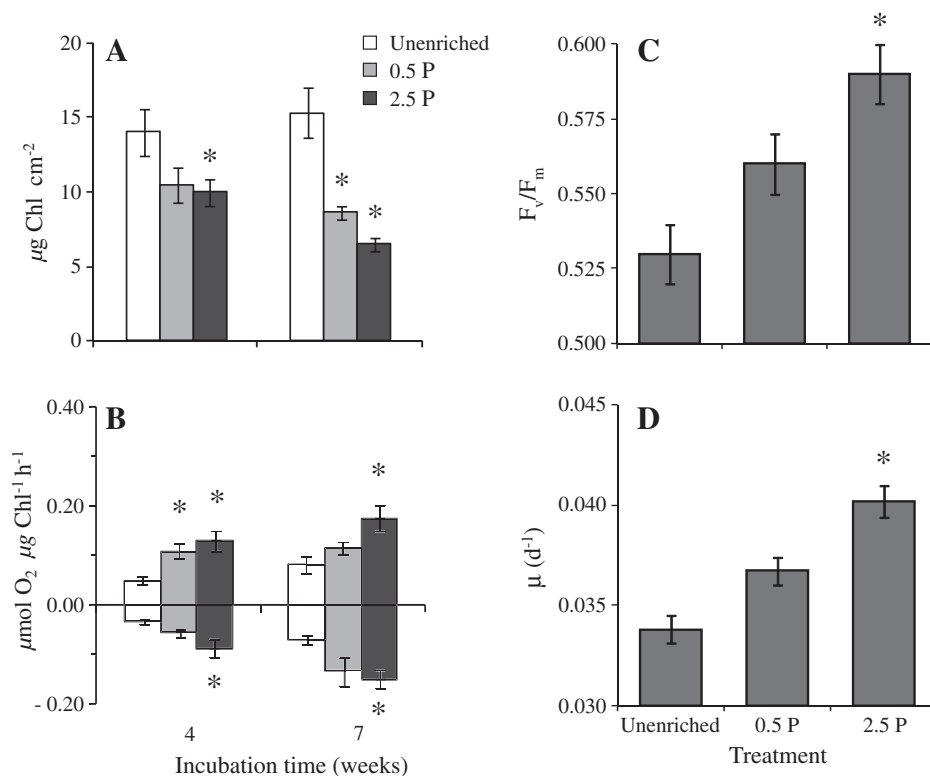 A
Unenriched
0.5 P
2.5 P
20
15
10
5
0
µg Chl cm-2
*
*
*
B
0.40
0.20
0.00
- 0.20
µmol O2 µg Chl-1 h-1
*
*
*
*
*
4
7
Incubation time (weeks)
C
0.600
0.575
0.550
0.525
0.500
Fv/Fm
*
D
0.045
0.040
0.035
0.030
µ (d-1)
*
Unenriched
0.5 P
2.5 P
Treatment